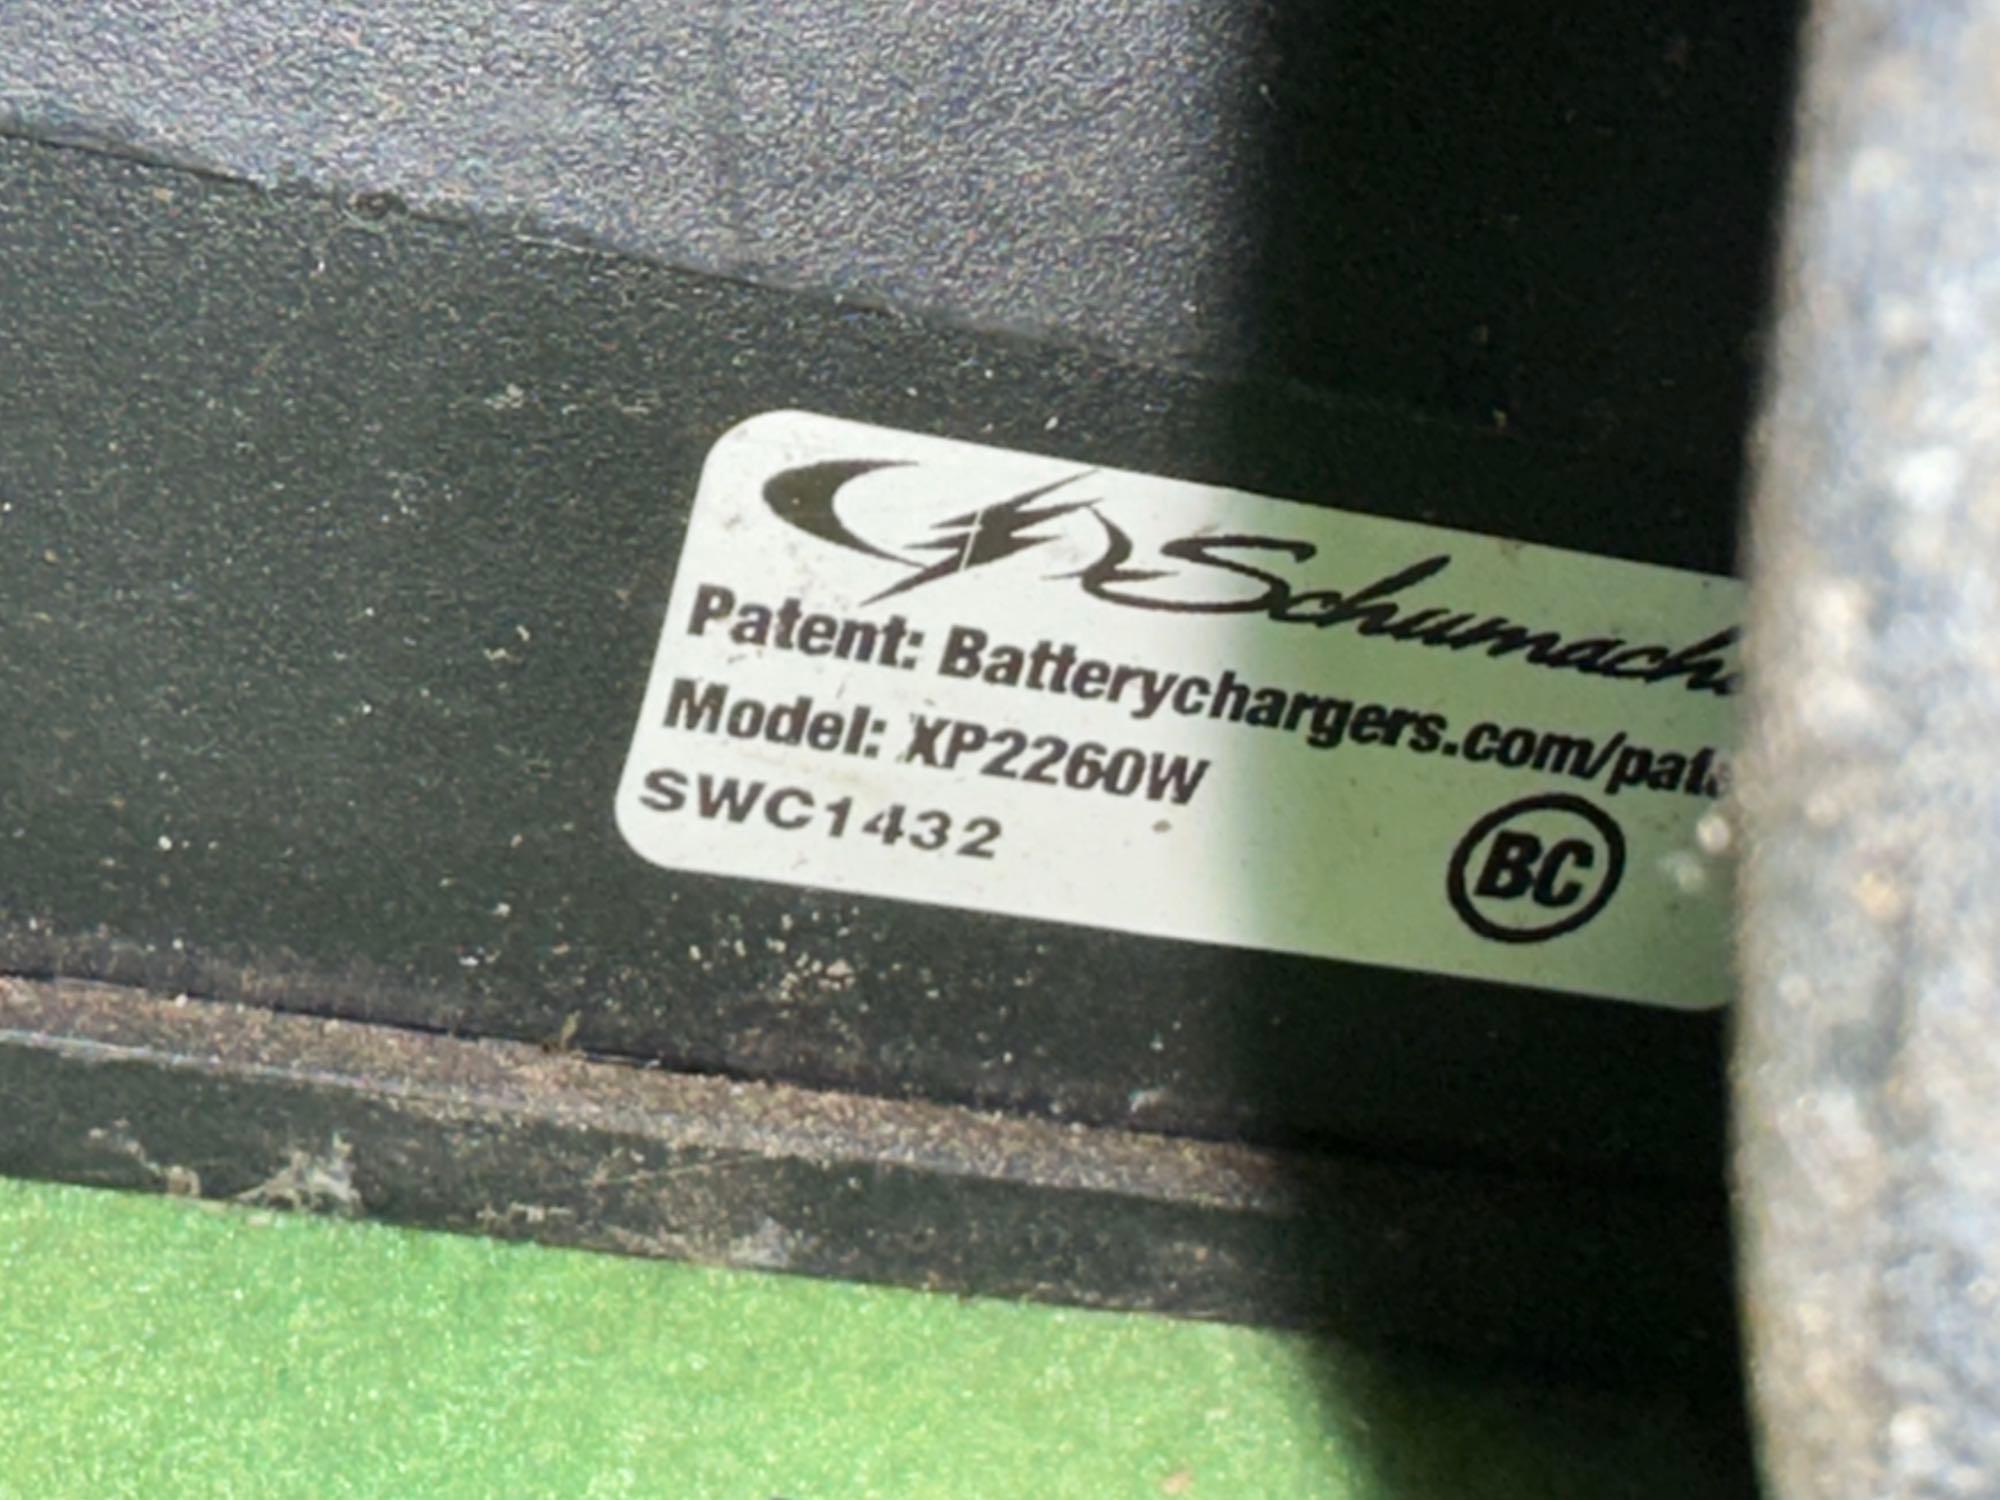 Schumach
Patent: Batterychargers.com/pat
Model: XP2260W
SWC1432
BC